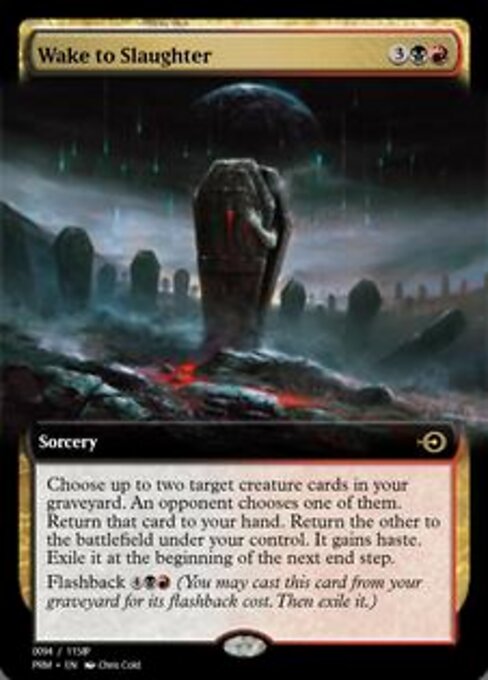 Wake to Slaughter 3
Sorcery
Choose up to two target creature cards in your
graveyard. An opponent chooses one of them.
Return that card to your hand. Return the other to
the battlefield under your control. It gains haste.
Exile it at the beginning of the next end step.
Flashback 4 (You may cast this card from your
graveyard for its flashback cost. Then exile it.)
0094 / 115P
PRM • EN Chris Cold